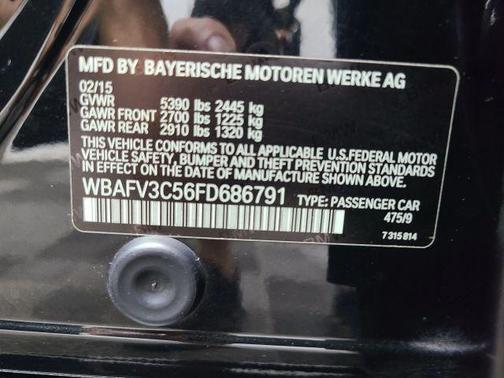 MFD BY BAYERISCHE MOTOREN WERKE AG
02/15
GVWR 5390 lbs 2445 kg
GAWR FRONT 2700 lbs 1225 kg
GAWR REAR 2910 lbs 1320 kg
THIS VEHICLE CONFORMS TO ALL APPLICABLE U.S. FEDERAL MOTOR
VEHICLE SAFETY, BUMPER AND THEFT PREVENTION STANDARDS
IN EFFECT ON THE DATE OF MANUFACTURE SHOWN ABOVE.
WBAFV3C56FD686791 TYPE: PASSENGER CAR
475/9
7 315 814